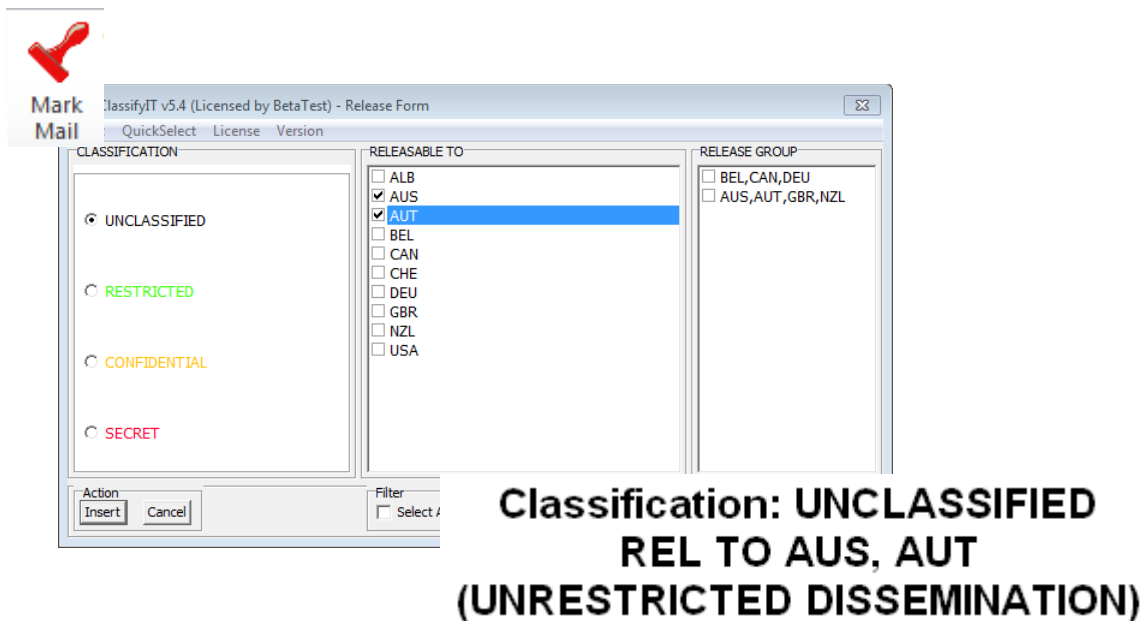 Mark
Mail
ClassifyIT v5.4 (Licensed by BetaTest) - Release Form
QuickSelect License Version
CLASSIFICATION
UNCLASSIFIED
RESTRICTED
CONFIDENTIAL
SECRET
RELEASABLE TO
ALB
AUS
AUT
BEL
CAN
CHE
DEU
GBR
NZL
USA
RELEASE GROUP
BEL,CAN,DEU
AUS,AUT,GBR,NZL
Action
Insert Cancel
Filter
Select
Classification: UNCLASSIFIED
REL TO AUS, AUT
(UNRESTRICTED DISSEMINATION)